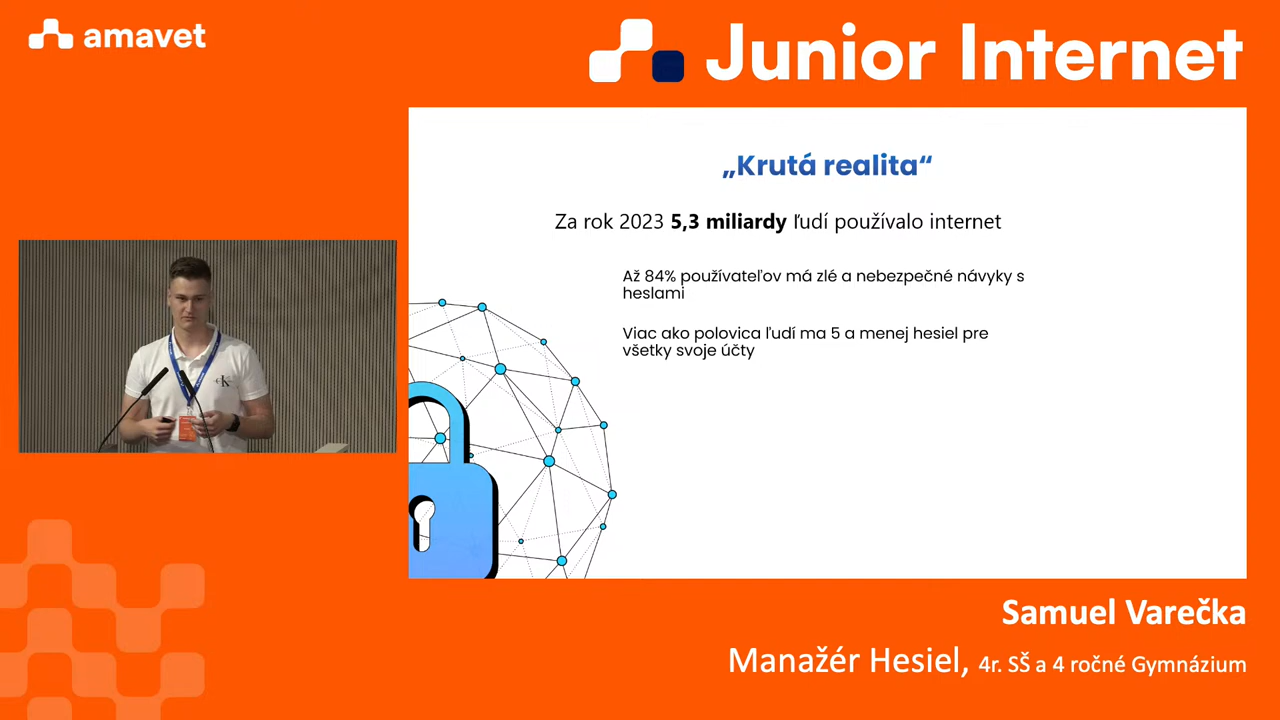 amavet
Junior Internet
„Krutá realita“
Za rok 2023 5,3 miliardy ľudí používalo internet
Až 84% používateľov má zlé a nebezpečné návyky s
heslami
Viac ako polovica ľudí ma 5 a menej hesiel pre
všetky svoje účty
CK
Samuel Varečka
Manažér Hesiel, 4r. SŠ a 4 ročné Gymnázium